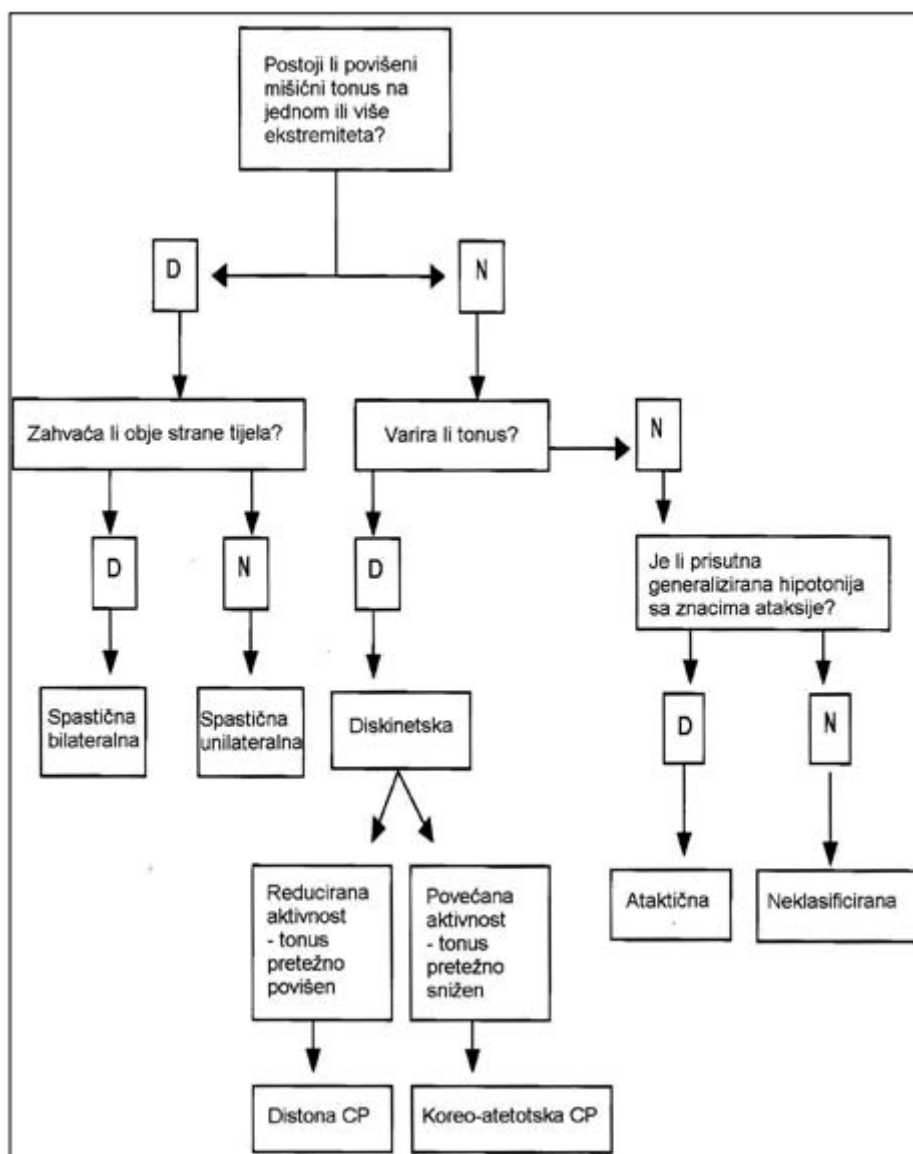 Postoji li povišeni
mišićni tonus na
jednom ili više
ekstremiteta?
D
N
Zahvaća li obje strane tijela?
Varira li tonus?
N
D
N
D
Je li prisutna
generalizirana hipotonija
sa znacima ataksije?
Spastična
bilateralna
Spastična
unilateralna
Diskinetska
D
N
Reducirana
aktivnost
- tonus
pretežno
povišen
Povećana
aktivnost
- tonus
pretežno
snižen
Ataktična
Neklasificirana
Distona CP
Koreo-atetotska CP